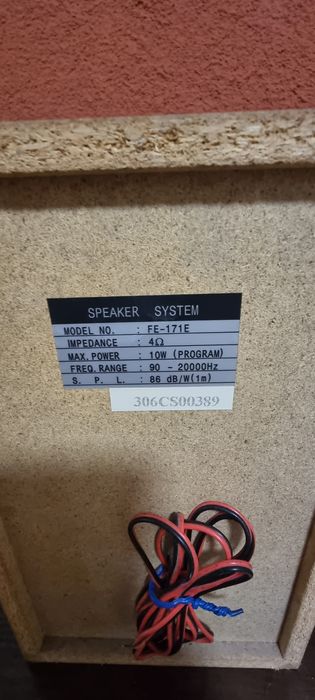 SPEAKER SYSTEM
MODEL NO. : FE-171E
IMPEDANCE : 4Ω
MAX. POWER : 10W (PROGRAM)
FREQ. RANGE : 90 - 20000Hz
S. P. L. : 86 dB/W(1m)
306CS00389